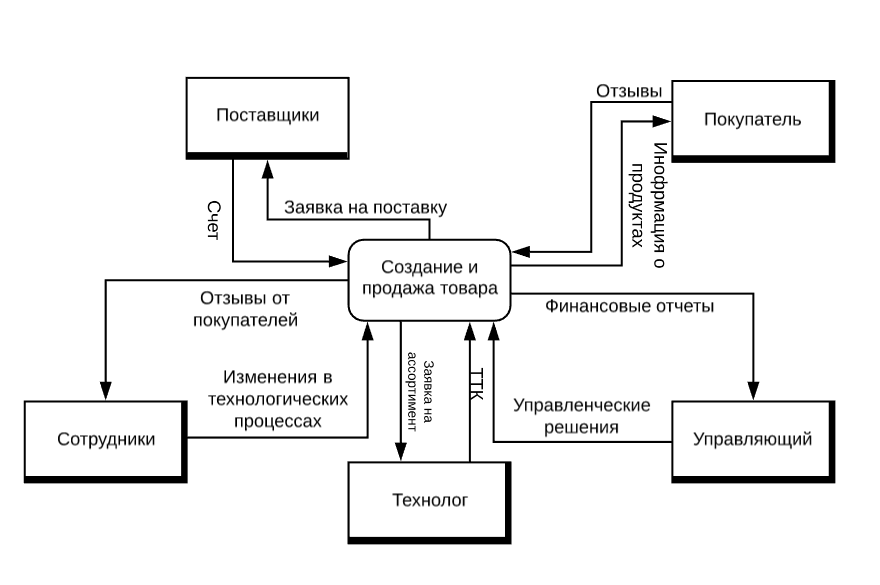 Поставщики
Отзывы
Покупатель
Счет
Заявка на поставку
Инофрмация о
продуктах
Создание и
продажа товара
Отзывы от
покупателей
Финансовые отчеты
Изменения в
технологических
процессах
Заявка на
ассортимент
ТТК
Управленческие
решения
Сотрудники
Управляющий
Технолог